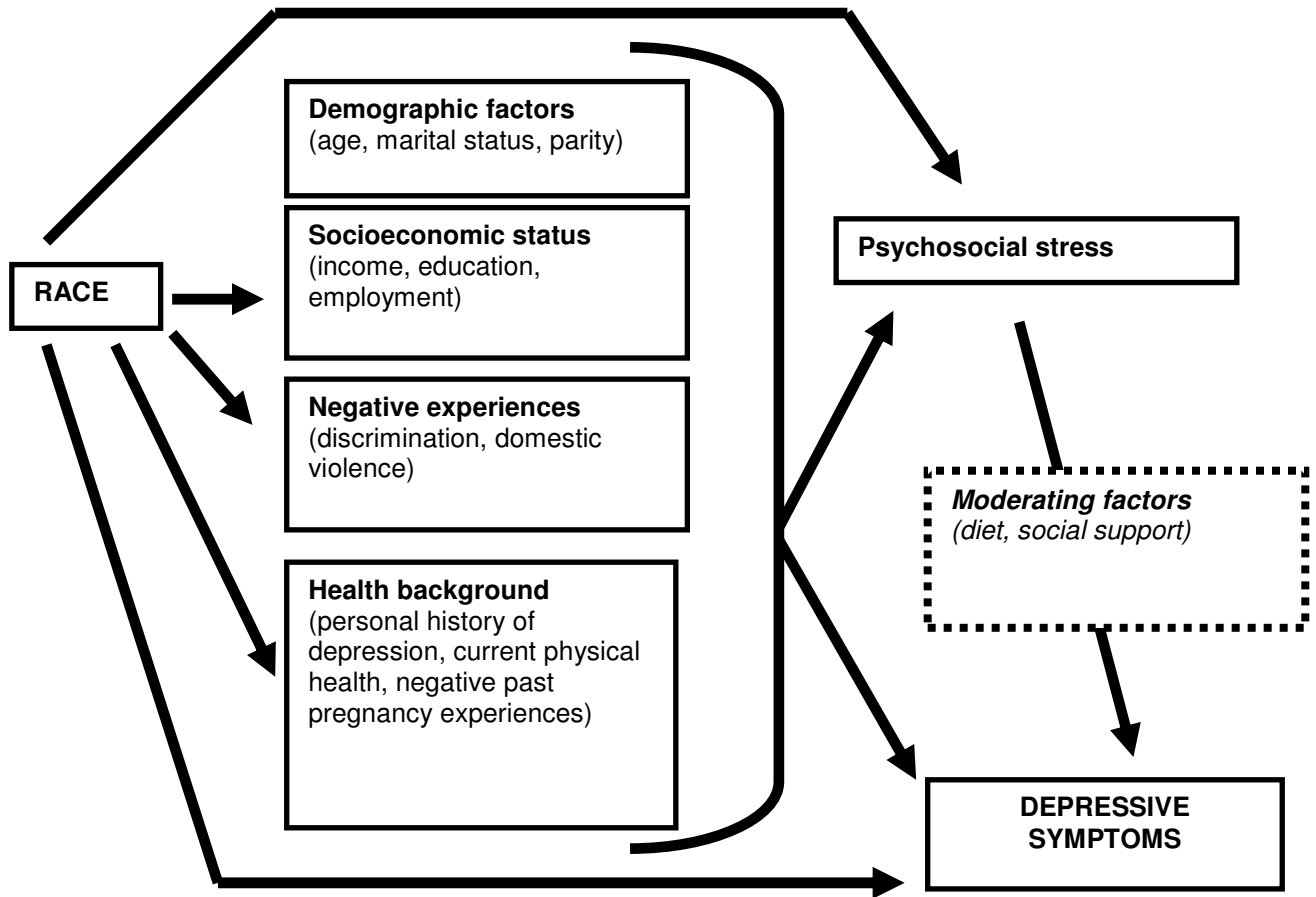 RACE
Demographic factors
(age, marital status, parity)
Socioeconomic status
(income, education,
employment)
Negative experiences
(discrimination, domestic
violence)
Health background
(personal history of
depression, current physical
health, negative past
pregnancy experiences)
Psychosocial stress
Moderating factors
(diet, social support)
DEPRESSIVE
SYMPTOMS